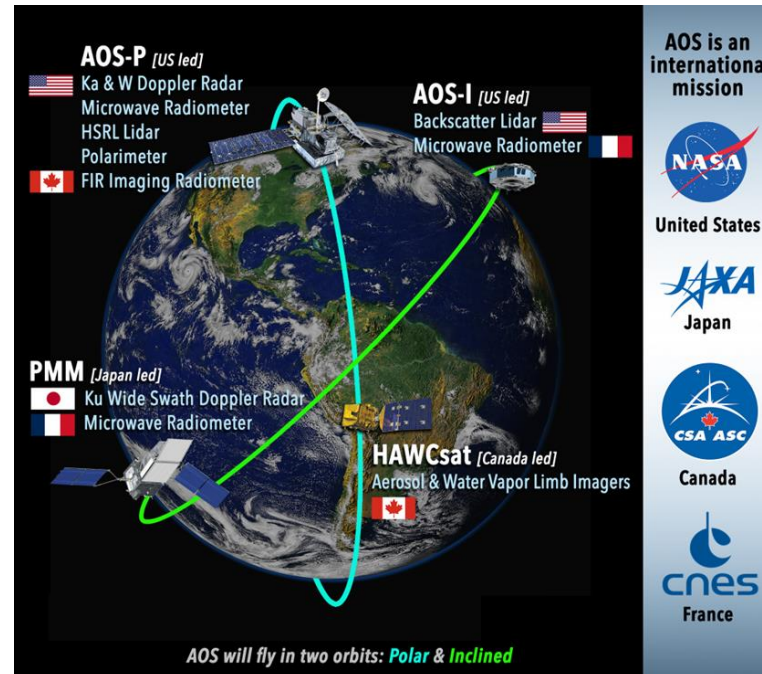 AOS-P [US led]
Ka & W Doppler Radar
Microwave Radiometer
HSRL Lidar
Polarimeter
FIR Imaging Radiometer
AOS-I [US led]
Backscatter Lidar
Microwave Radiometer
PMM [Japan led]
Ku Wide Swath Doppler Radar
Microwave Radiometer
HAWCsat [Canada led]
Aerosol & Water Vapor Limb Imagers
AOS will fly in two orbits: Polar & Inclined
AOS is an
internationa
mission
NASA
United States
JAXA
Japan
CSA ASC
Canada
cnes
France